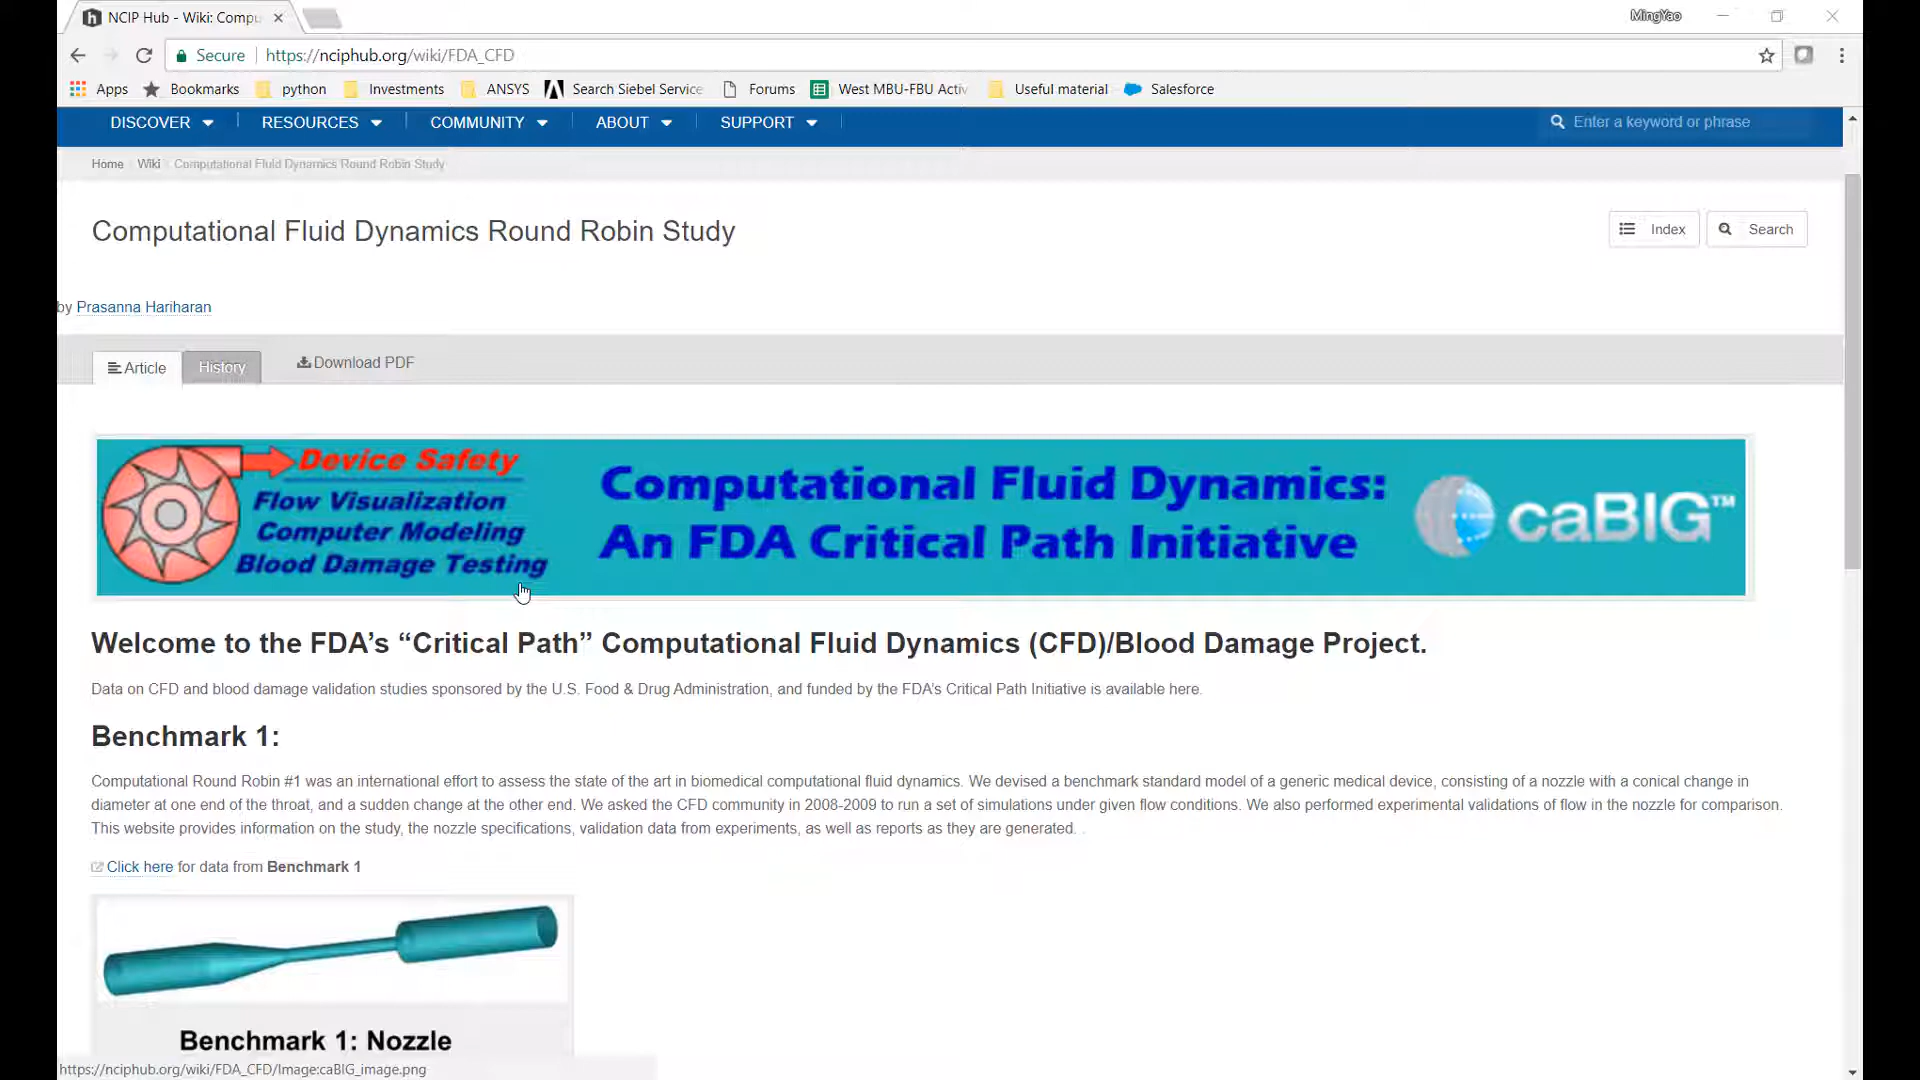 NCIP Hub - Wiki: Compu
MingYao
Secure https://nciphub.org/wiki/FDA_CFD
Apps Bookmarks python Investments ANSYS Search Siebel Service Forums West MBU-FBU Activ Useful material Salesforce
DISCOVER RESOURCES COMMUNITY ABOUT SUPPORT Enter a keyword or phrase
Home Wiki Computational Fluid Dynamics Round Robin Study
Computational Fluid Dynamics Round Robin Study
Index Search
by Prasanna Hariharan
Article History Download PDF
Device Safety
Flow Visualization
Computer Modeling
Blood Damage Testing
Computational Fluid Dynamics:
An FDA Critical Path Initiative
caBIG™
Welcome to the FDA’s “Critical Path” Computational Fluid Dynamics (CFD)/Blood Damage Project.
Data on CFD and blood damage validation studies sponsored by the U.S. Food & Drug Administration, and funded by the FDA’s Critical Path Initiative is available here.
Benchmark 1:
Computational Round Robin #1 was an international effort to assess the state of the art in biomedical computational fluid dynamics. We devised a benchmark standard model of a generic medical device, consisting of a nozzle with a conical change in
diameter at one end of the throat, and a sudden change at the other end. We asked the CFD community in 2008-2009 to run a set of simulations under given flow conditions. We also performed experimental validations of flow in the nozzle for comparison.
This website provides information on the study, the nozzle specifications, validation data from experiments, as well as reports as they are generated. .
Click here for data from Benchmark 1
Benchmark 1: Nozzle
https://nciphub.org/wiki/FDA_CFD/Image:caBIG_image.png